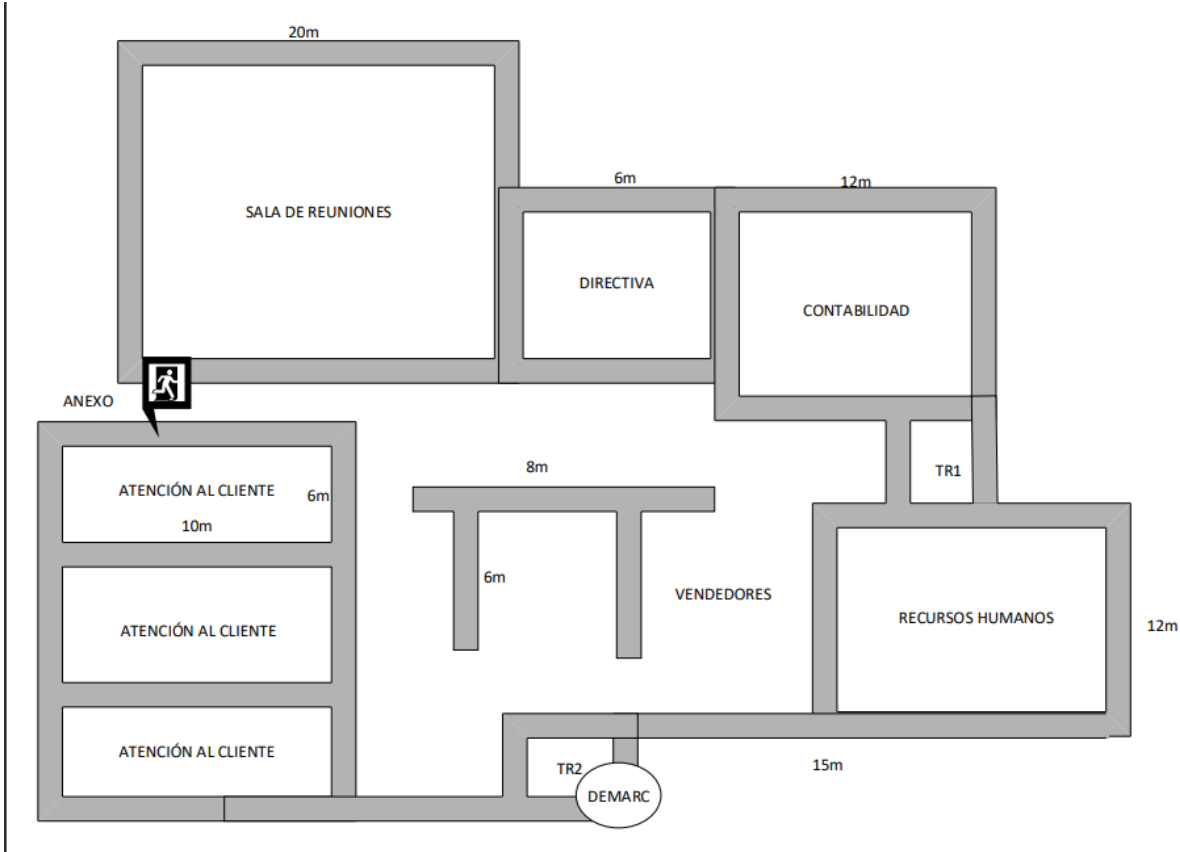 20m
SALA DE REUNIONES
6m
DIRECTIVA
12m
CONTABILIDAD
ANEXO
ATENCIÓN AL CLIENTE
6m
10m
8m
TR1
6m
VENDEDORES
RECURSOS HUMANOS
12m
ATENCIÓN AL CLIENTE
ATENCIÓN AL CLIENTE
TR2
DEMARC
15m